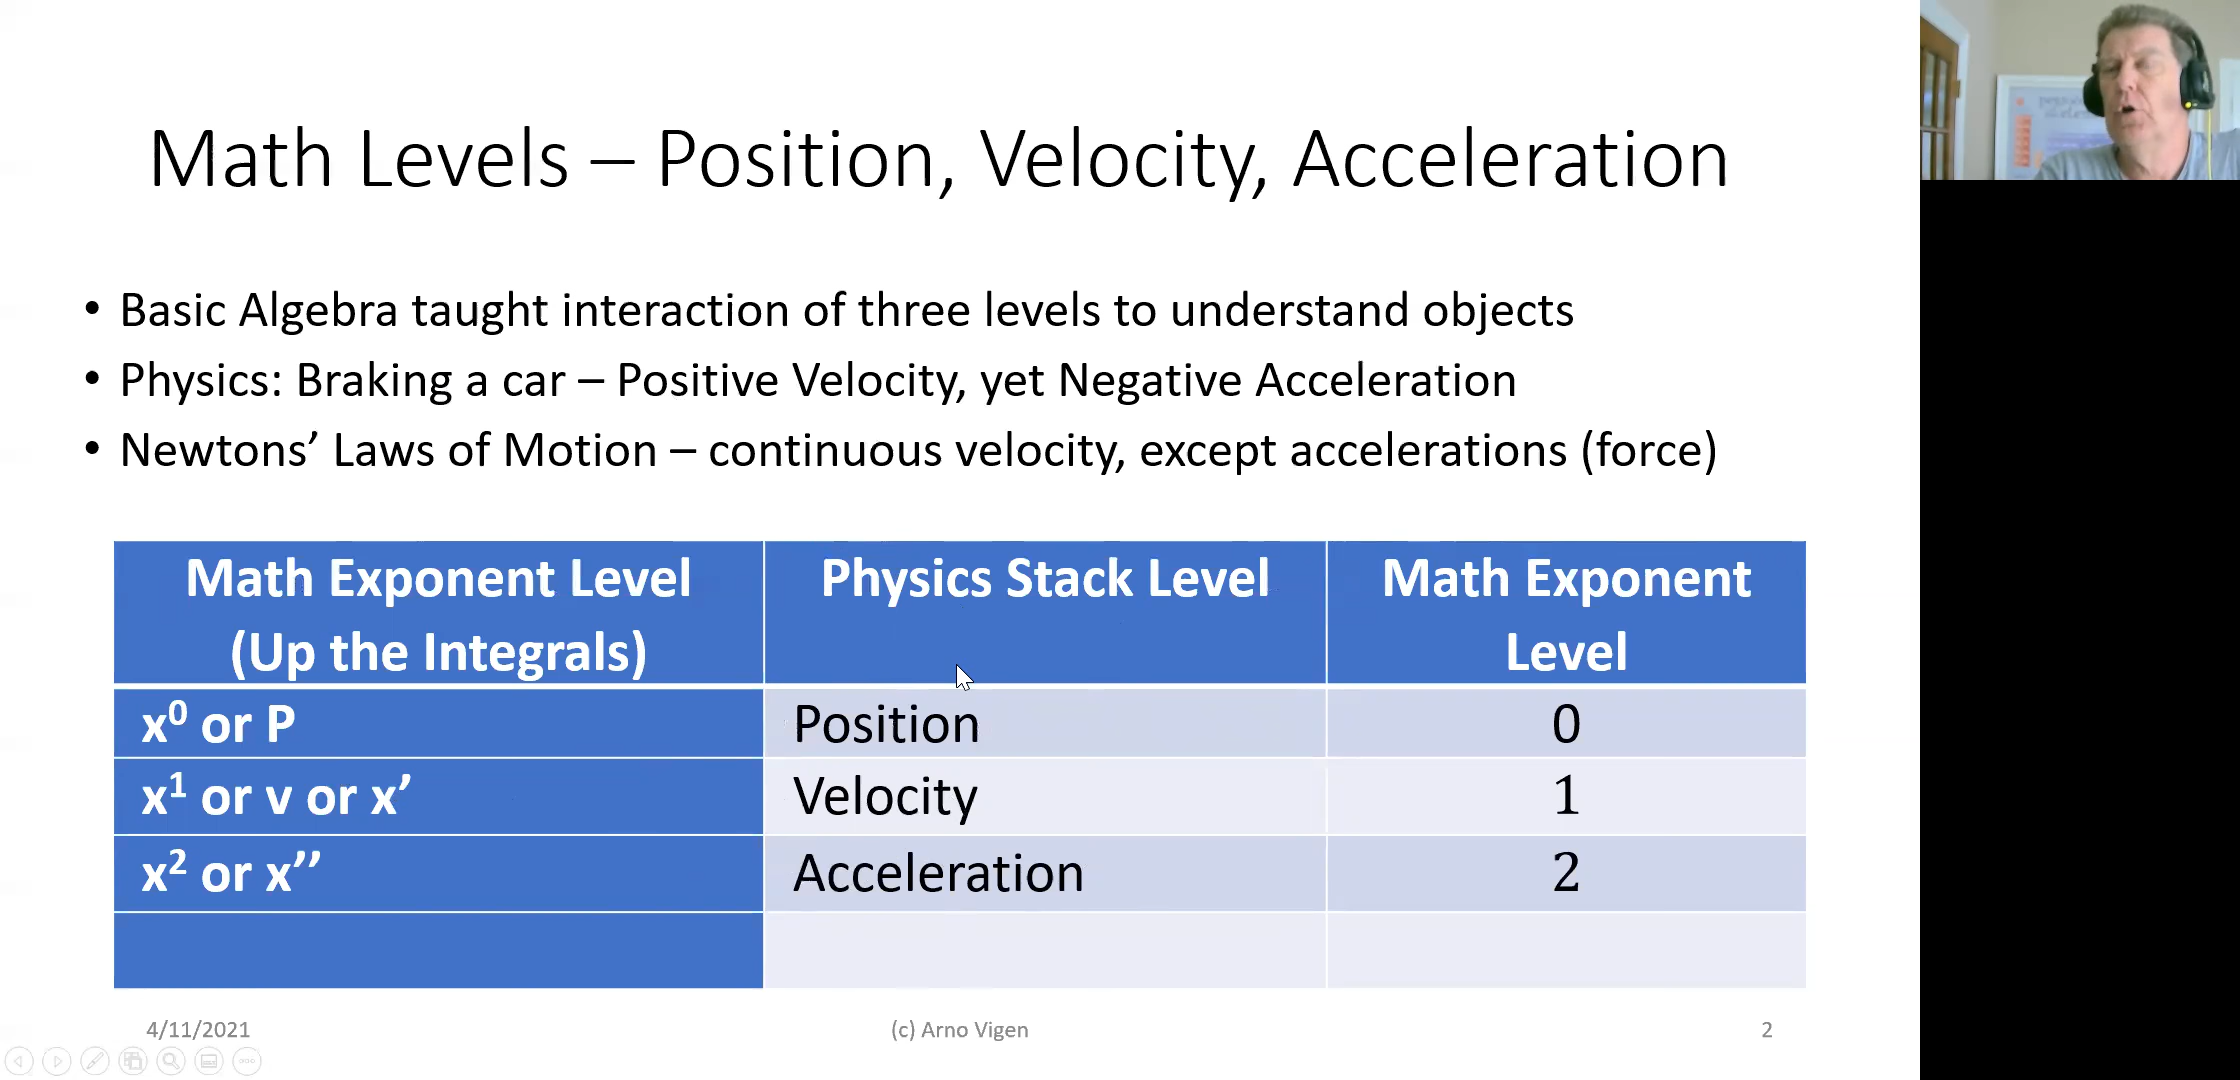 Math Levels – Position, Velocity, Acceleration
• Basic Algebra taught interaction of three levels to understand objects
• Physics: Braking a car – Positive Velocity, yet Negative Acceleration
• Newtons’ Laws of Motion – continuous velocity, except accelerations (force)
Math Exponent Level Physics Stack Level Math Exponent
(Up the Integrals) Level
x⁰ or P Position 0
x¹ or v or x’ Velocity 1
x² or x’’ Acceleration 2
4/11/2021 (c) Arno Vigen 2